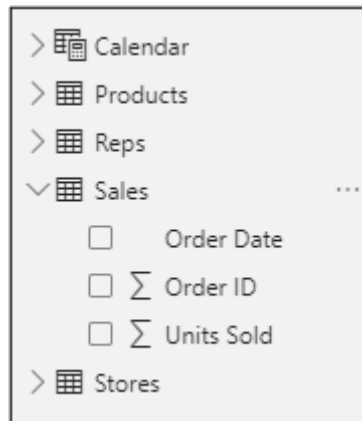 Calendar
Products
Reps
Sales
Order Date
∑ Order ID
∑ Units Sold
Stores